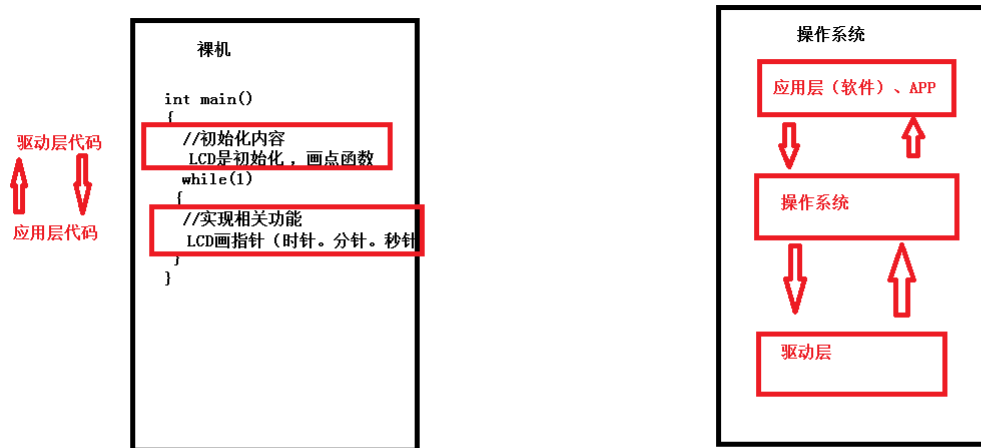 裸机
int main()
{
//初始化内容
LCD是初始化，画点函数
while(1)
{
//实现相关功能
LCD画指针（时针。分针。秒针
}
}
驱动层代码
应用层代码
操作系统
应用层（软件）、APP
操作系统
驱动层